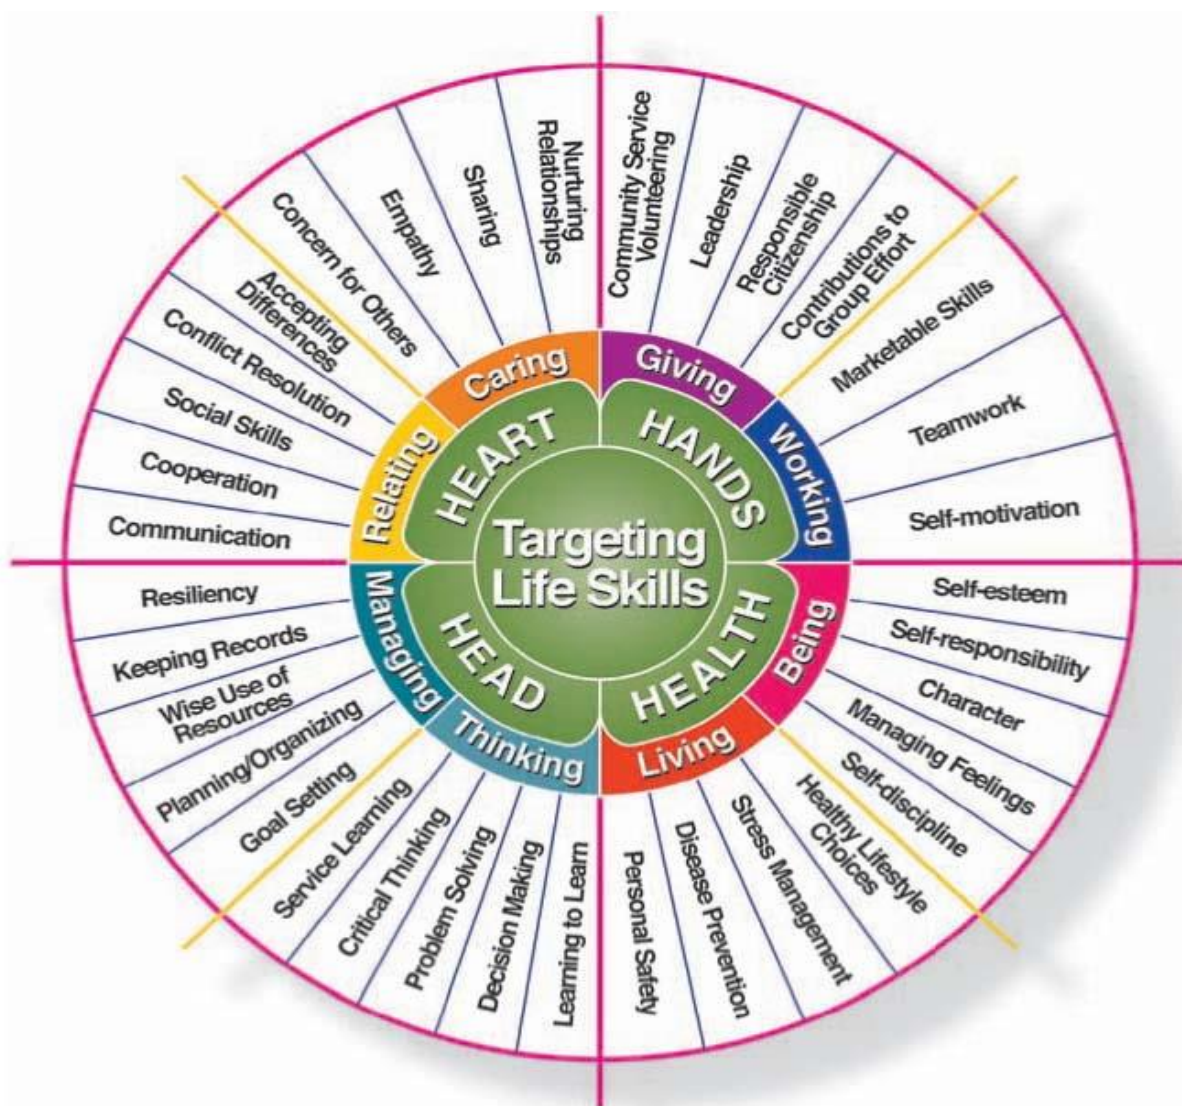 Targeting
Life Skills
HEART
HANDS
HEALTH
HEAD
Caring
Giving
Working
Being
Living
Thinking
Managing
Relating
Nurturing
Relationships
Sharing
Empathy
Concern for Others
Community Service
Volunteering
Leadership
Responsible
Citizenship
Contributions to
Group Effort
Marketable Skills
Teamwork
Self-motivation
Self-esteem
Self-responsibility
Character
Managing Feelings
Self-discipline
Healthy Lifestyle
Choices
Stress Management
Disease Prevention
Personal Safety
Learning to Learn
Decision Making
Problem Solving
Critical Thinking
Service Learning
Goal Setting
Planning/Organizing
Wise Use of
Resources
Keeping Records
Resiliency
Communication
Cooperation
Social Skills
Conflict Resolution
Accepting
Differences